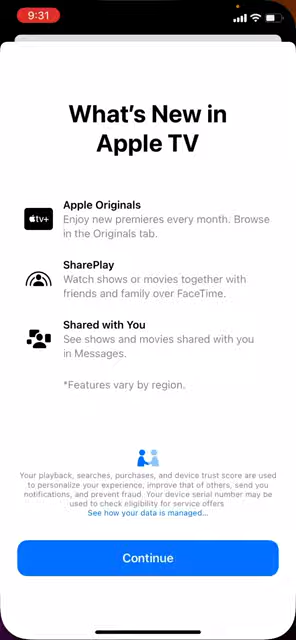 9:31
What's New in
Apple TV
tv+
Apple Originals
Enjoy new premieres every month. Browse
in the Originals tab.
SharePlay
Watch shows or movies together with
friends and family over FaceTime.
Shared with You
See shows and movies shared with you
in Messages.
*Features vary by region.
Your playback, searches, purchases, and device trust score are used
to personalize your experience, improve that of others, send you
notifications, and prevent fraud. Your device serial number may be
used to check eligibility for service offers
See how your data is managed...
Continue